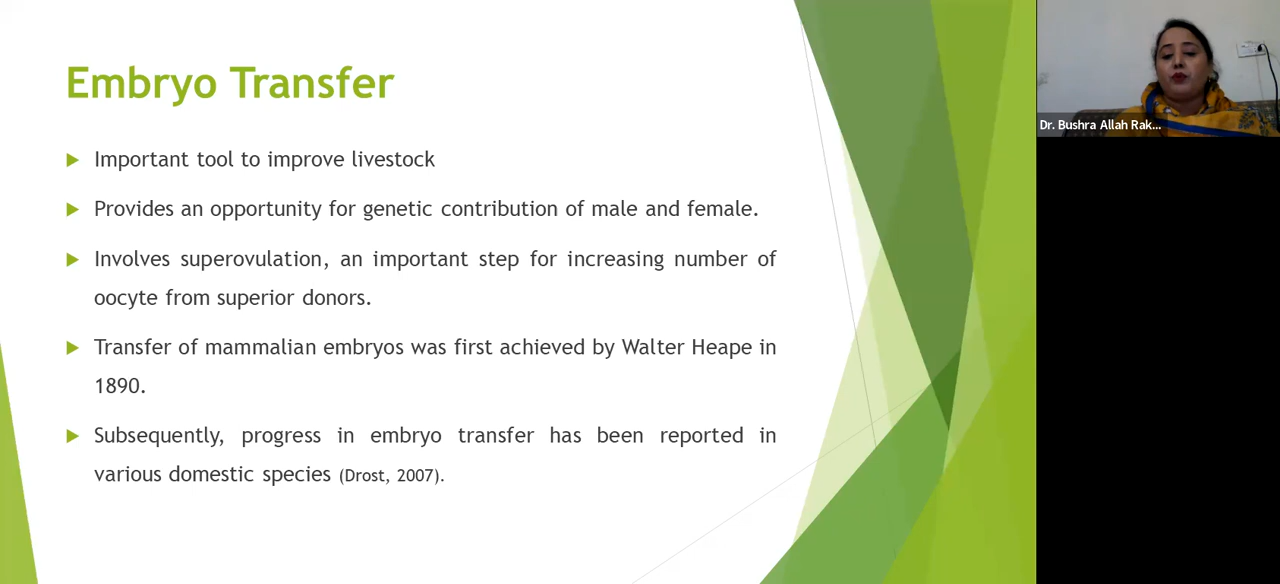 Embryo Transfer
Important tool to improve livestock
Provides an opportunity for genetic contribution of male and female.
Involves superovulation, an important step for increasing number of
oocyte from superior donors.
Transfer of mammalian embryos was first achieved by Walter Heape in
1890.
Subsequently, progress in embryo transfer has been reported in
various domestic species (Drost, 2007).
Dr. Bushra Allah Rak...